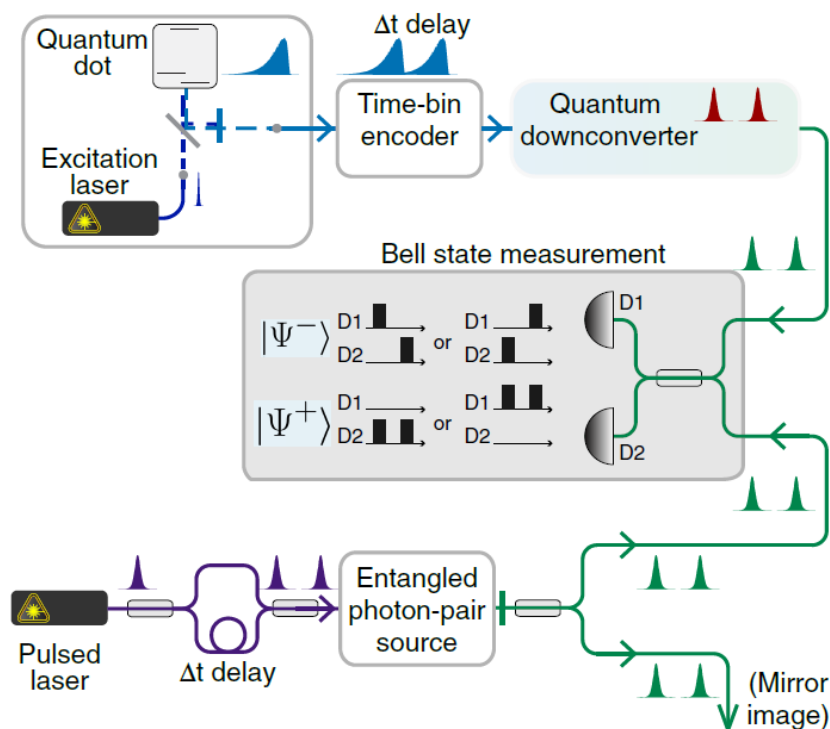 Quantum
dot
Excitation
laser
Δt delay
Time-bin
encoder
Quantum
downconverter
Bell state measurement
|Ψ⁻⟩
D1
D2
or
D1
D2
|Ψ⁺⟩
D1
D2
or
D1
D2
D1
D2
Pulsed
laser
Δt delay
Entangled
photon-pair
source
(Mirror
image)